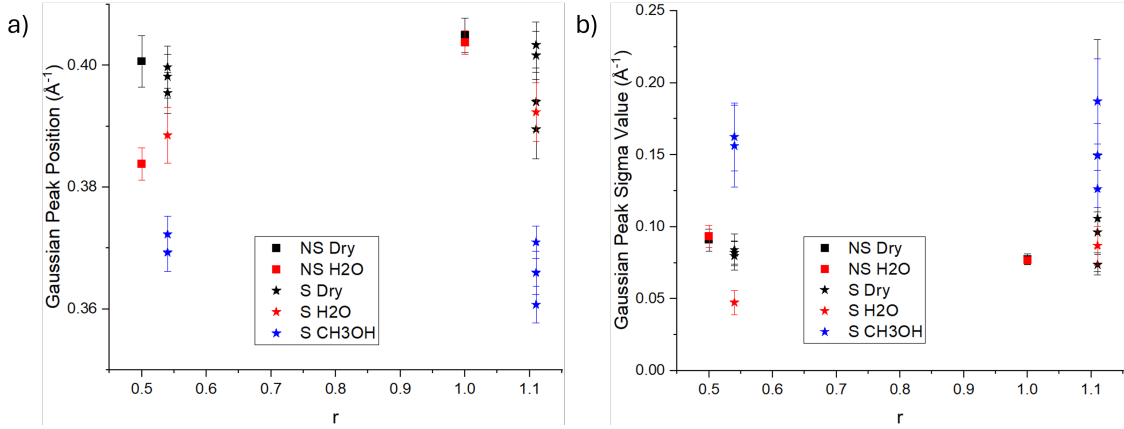 a)
Gaussian Peak Position (Å⁻¹)
0.40
0.38
0.36
0.5 0.6 0.7 0.8 0.9 1.0 1.1
r
NS Dry
NS H2O
S Dry
S H2O
S CH3OH
b)
Gaussian Peak Sigma Value (Å⁻¹)
0.25
0.20
0.15
0.10
0.05
0.00
0.5 0.6 0.7 0.8 0.9 1.0 1.1
r
NS Dry
NS H2O
S Dry
S H2O
S CH3OH